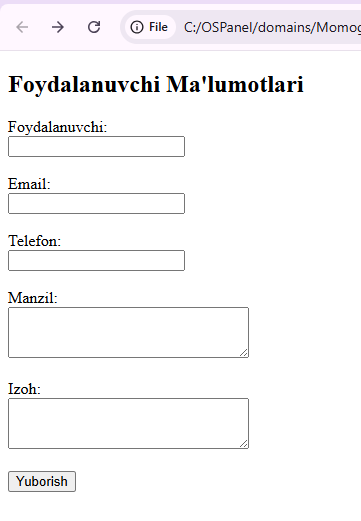 File C:/OSPanel/domains/Momog
Foydalanuvchi Ma'lumotlari
Foydalanuvchi:
Email:
Telefon:
Manzil:
Izoh:
Yuborish